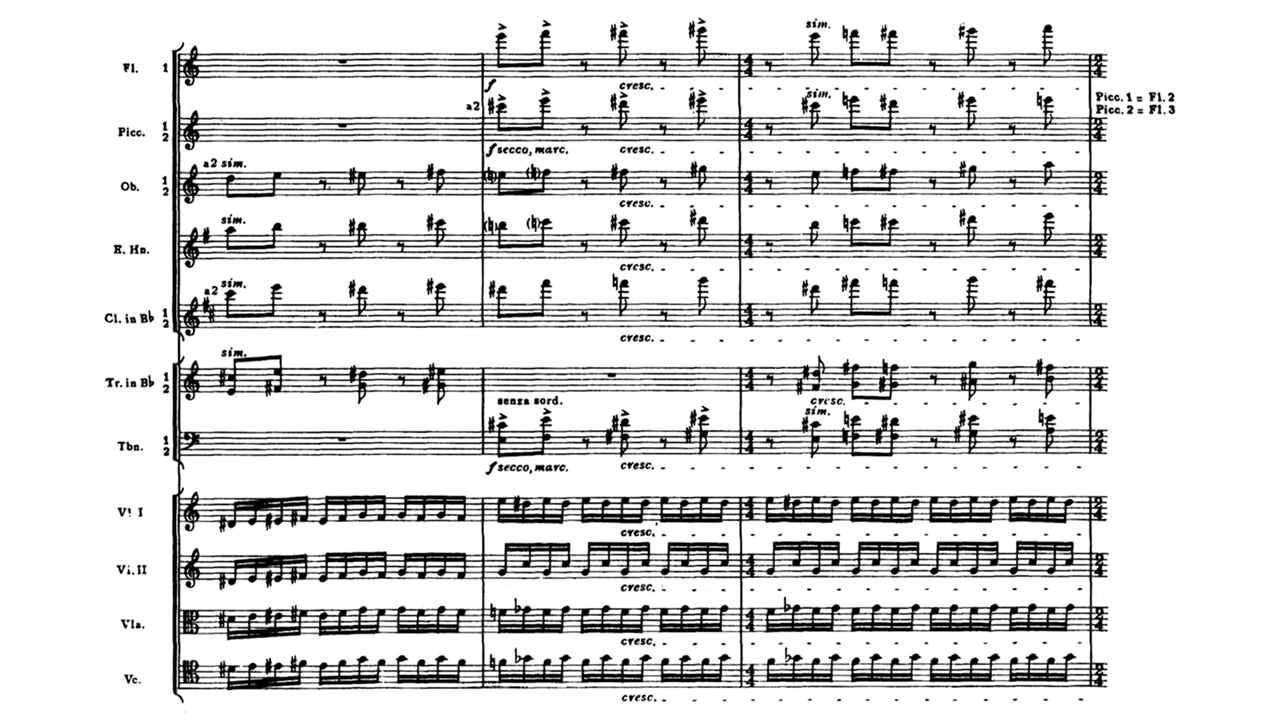 sim.
Fl. 1
f cresc.
a2 sim. Picc. 1 = Fl. 2
Picc. 1 2 Picc. 2 = Fl. 3
f secco, marc. cresc.
a2 sim.
Ob. 1 2
cresc.
sim.
E. Hn.
cresc.
a2 sim.
Cl. in Bb 1 2
cresc.
sim.
Tr. in Bb 1 2
senza sord. cresc.
sim.
Tbn. 1 2
f secco, marc. cresc.
Vl. I
cresc.
Vl. II
cresc.
Vla.
cresc.
Vc.
cresc.